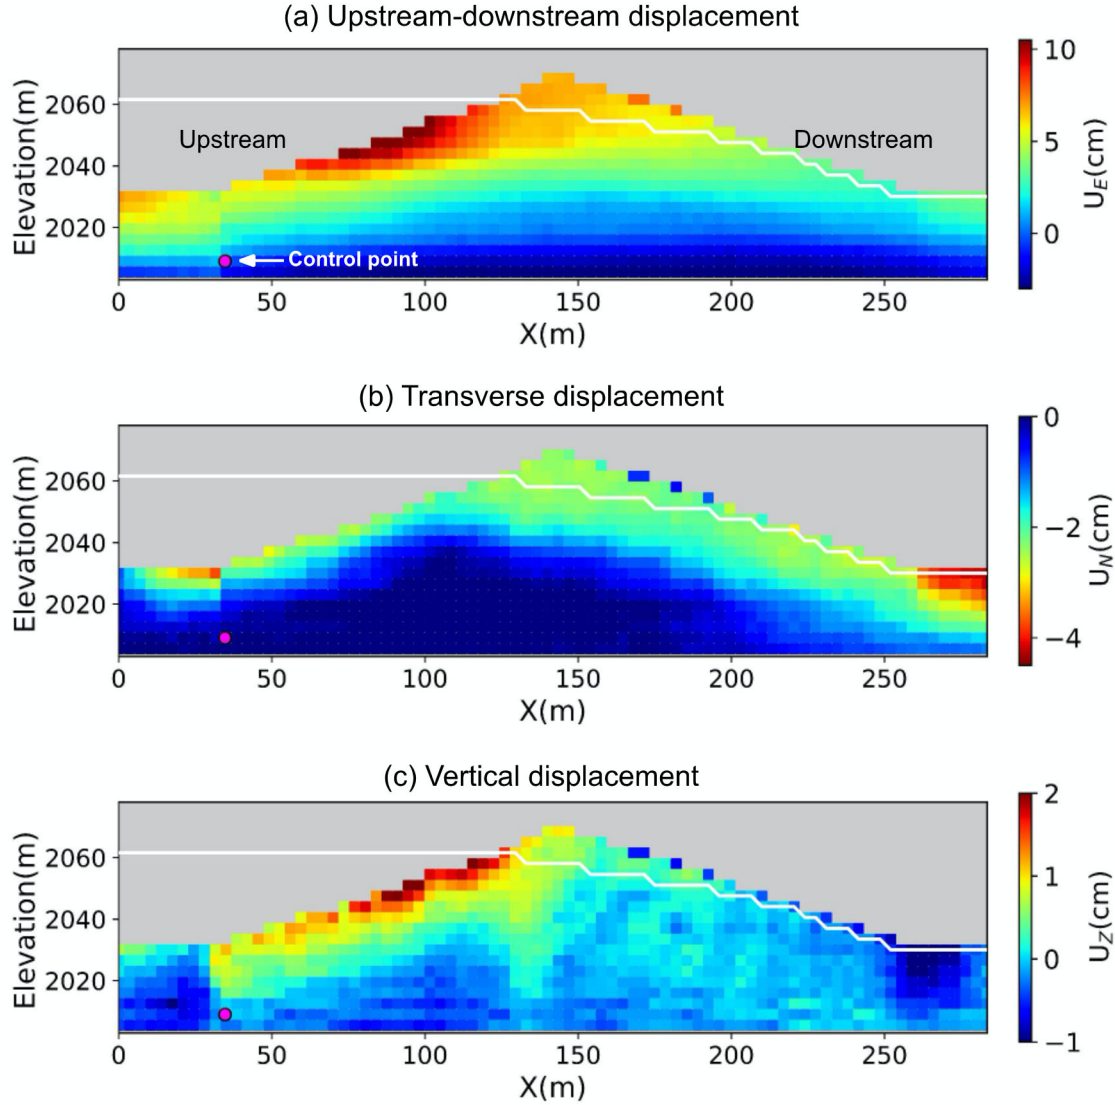 (a) Upstream-downstream displacement
Elevation(m)
2060
2040
2020
Upstream
Downstream
Control point
0 50 100 150 200 250
X(m)
10
5
0
U_E(cm)
(b) Transverse displacement
Elevation(m)
2060
2040
2020
0 50 100 150 200 250
X(m)
0
−2
−4
U_N(cm)
(c) Vertical displacement
Elevation(m)
2060
2040
2020
0 50 100 150 200 250
X(m)
2
1
0
−1
U_Z(cm)